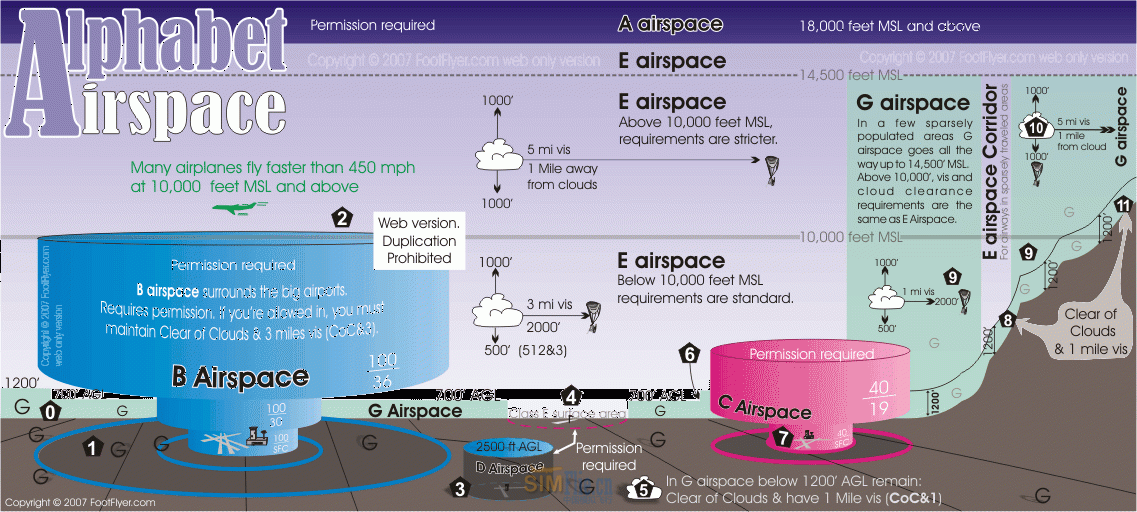 Alphabet
Airspace
Permission required
A airspace
18,000 feet MSL and above
Copyright © 2007 FootFlyer.com web only version
E airspace
Copyright © 2007 FootFlyer.com web only version
14,500 feet MSL
1000'
5 mi vis
1 Mile away
from clouds
1000'
E airspace
Above 10,000 feet MSL,
requirements are stricter.
G airspace
In a few sparsely
populated areas G
airspace goes all the
way up to 14,500' MSL.
Above 10,000', vis and
cloud clearance
requirements are the
same as E Airspace.
E airspace Corridor
For airways in sparsely traveled areas
1000'
10
5 mi vis
1 mile
from cloud
1000'
G airspace
Many airplanes fly faster than 450 mph
at 10,000 feet MSL and above
2
Web version.
Duplication
Prohibited
10,000 feet MSL
G
11
1200'
G
9
G
1200'
Copyright © 2007 FootFlyer.com
web only version
Permission required
B airspace surrounds the big airports.
Requires permission. If you're allowed in, you must
maintain Clear of Clouds & 3 miles vis (CoC&3).
100
36
B Airspace
1000'
3 mi vis
2000'
500' (512&3)
E airspace
Below 10,000 feet MSL
requirements are standard.
1000'
9
1 mi vis
2000'
500'
8
1200'
G
Clear of
Clouds
& 1 mile vis
6
Permission required
40
19
C Airspace
1200'
G
1200'
700' AGL
700' AGL
700' AGL
G
0
G
G Airspace
4
Class E surface area
G
100
30
100
SFC
G
1
G
G
G
G
2500 ft AGL
D Airspace
3
Permission
required
7
40
SFC
G
G
5
In G airspace below 1200' AGL remain:
Clear of Clouds & have 1 Mile vis (CoC&1)
G
Copyright © 2007 FootFlyer.com